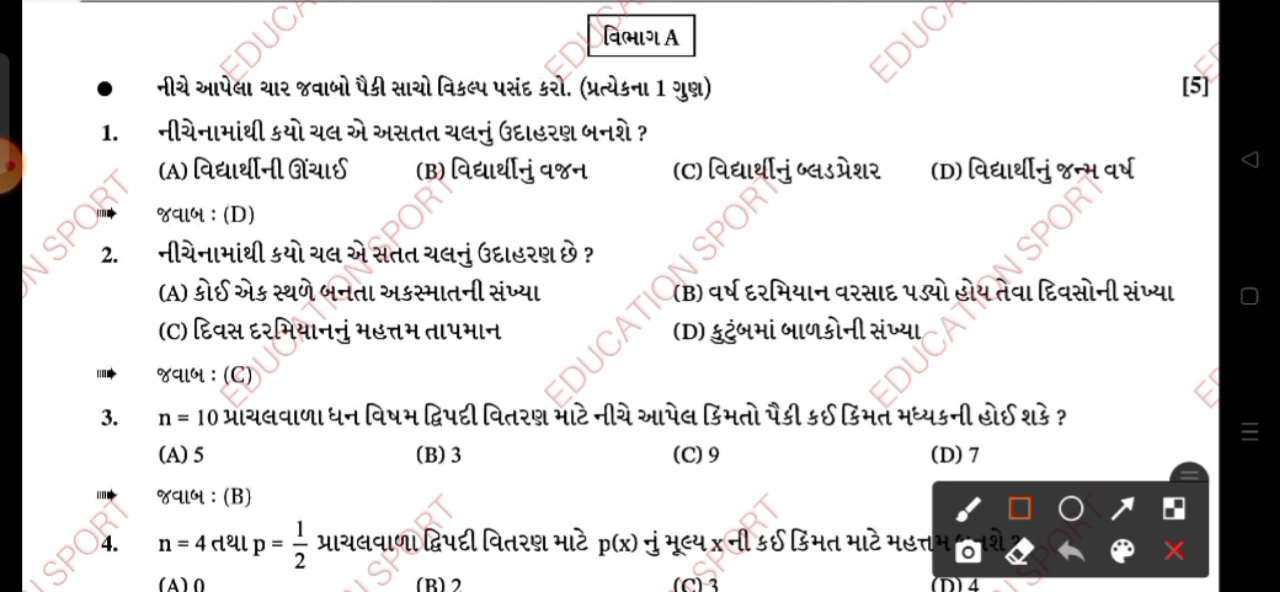 વિભાગ A
● નીચે આપેલા ચાર જવાબો પૈકી સાચો વિકલ્પ પસંદ કરો. (પ્રત્યેકના 1 ગુણ) [5]
1. નીચેનામાંથી કયો ચલ એ અસતત ચલનું ઉદાહરણ બનશે ?
(A) વિદ્યાર્થીની ઊંચાઈ (B) વિદ્યાર્થીનું વજન (C) વિદ્યાર્થીનું બ્લડપ્રેશર (D) વિદ્યાર્થીનું જન્મ વર્ષ
જવાબ : (D)
2. નીચેનામાંથી કયો ચલ એ સતત ચલનું ઉદાહરણ છે ?
(A) કોઈ એક સ્થળે બનતા અકસ્માતની સંખ્યા (B) વર્ષ દરમિયાન વરસાદ પડ્યો હોય તેવા દિવસોની સંખ્યા
(C) દિવસ દરમિયાનનું મહત્તમ તાપમાન (D) કુટુંબમાં બાળકોની સંખ્યા
જવાબ : (C)
3. n = 10 પ્રાચલવાળા ધન વિષમ દ્વિપદી વિતરણ માટે નીચે આપેલ કિંમતો પૈકી કઈ કિંમત મધ્યકની હોઈ શકે ?
(A) 5 (B) 3 (C) 9 (D) 7
જવાબ : (B)
4. n = 4 તથા p = 1/2 પ્રાચલવાળા દ્વિપદી વિતરણ માટે p(x) નું મૂલ્ય x ની કઈ કિંમત માટે મહત્તમ બનશે
(A) 0 (B) 2 (C) 3 (D) 4
EDUCATION SPORT